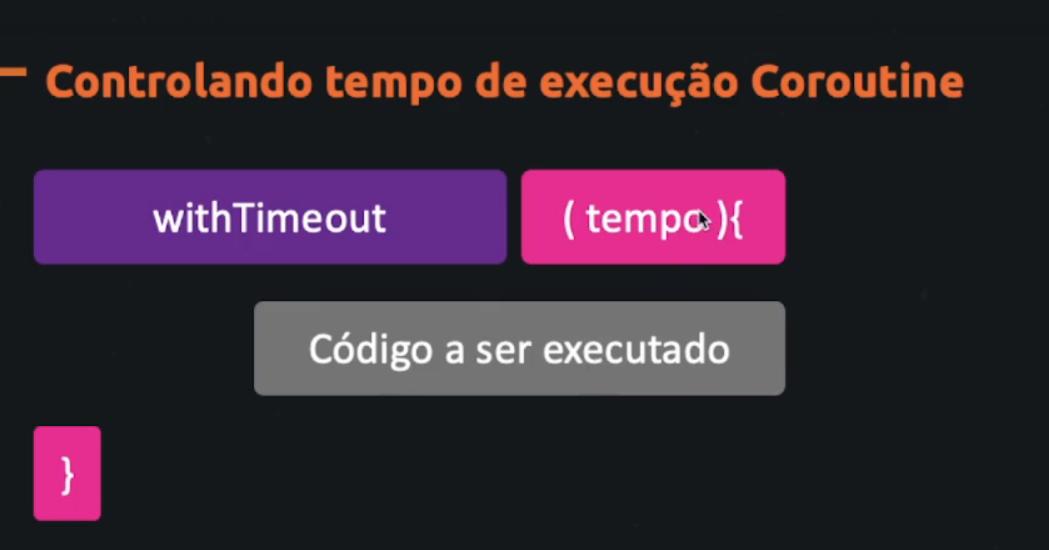 Controlando tempo de execução Coroutine
withTimeout ( tempo ){
Código a ser executado
}